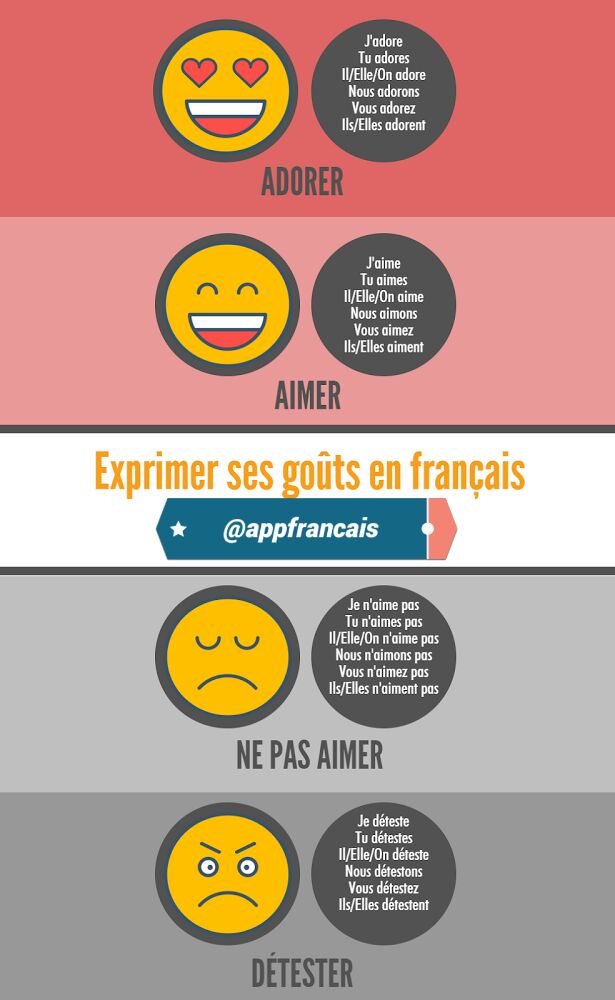 J'adore
Tu adores
Il/Elle/On adore
Nous adorons
Vous adorez
Ils/Elles adorent
ADORER
J'aime
Tu aimes
Il/Elle/On aime
Nous aimons
Vous aimez
Ils/Elles aiment
AIMER
Exprimer ses goûts en français
@appfrancais
Je n'aime pas
Tu n'aimes pas
Il/Elle/On n'aime pas
Nous n'aimons pas
Vous n'aimez pas
Ils/Elles n'aiment pas
NE PAS AIMER
Je déteste
Tu détestes
Il/Elle/On déteste
Nous détestons
Vous détestez
Ils/Elles détestent
DÉTESTER